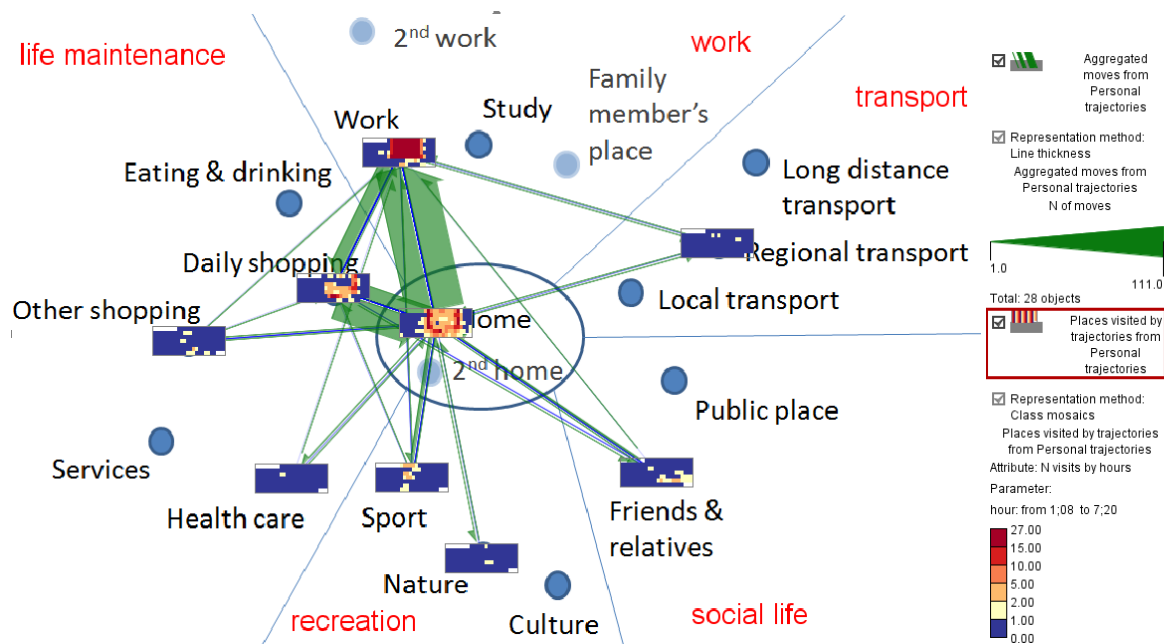 life maintenance
2nd work
work
transport
Family
member's
place
Study
Work
Eating & drinking
Long distance
transport
Regional transport
Daily shopping
Local transport
Other shopping
ome
2nd home
Public place
Services
Health care
Sport
Friends &
relatives
Nature
Culture
recreation
social life
Aggregated
moves from
Personal
trajectories
Representation method:
Line thickness
Aggregated moves from
Personal trajectories
N of moves
1.0
111.0
Total: 28 objects
Places visited by
trajectories from
Personal
trajectories
Representation method:
Class mosaics
Places visited by trajectories
from Personal trajectories
Attribute: N visits by hours
Parameter:
hour: from 1;08 to 7;20
27.00
15.00
10.00
5.00
2.00
1.00
0.00